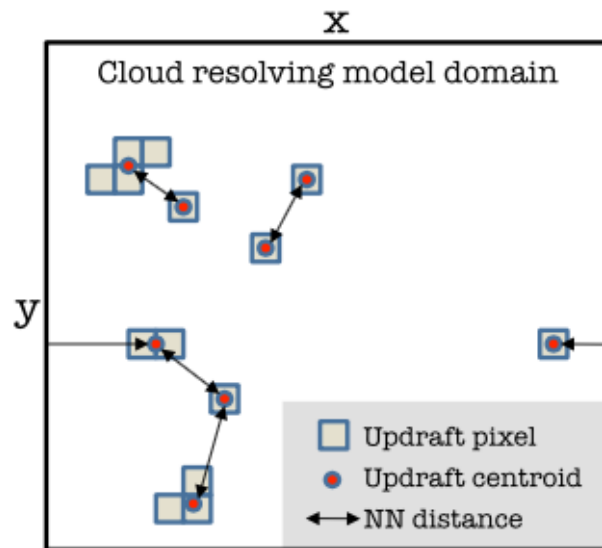 x
Cloud resolving model domain
y
Updraft pixel
Updraft centroid
NN distance